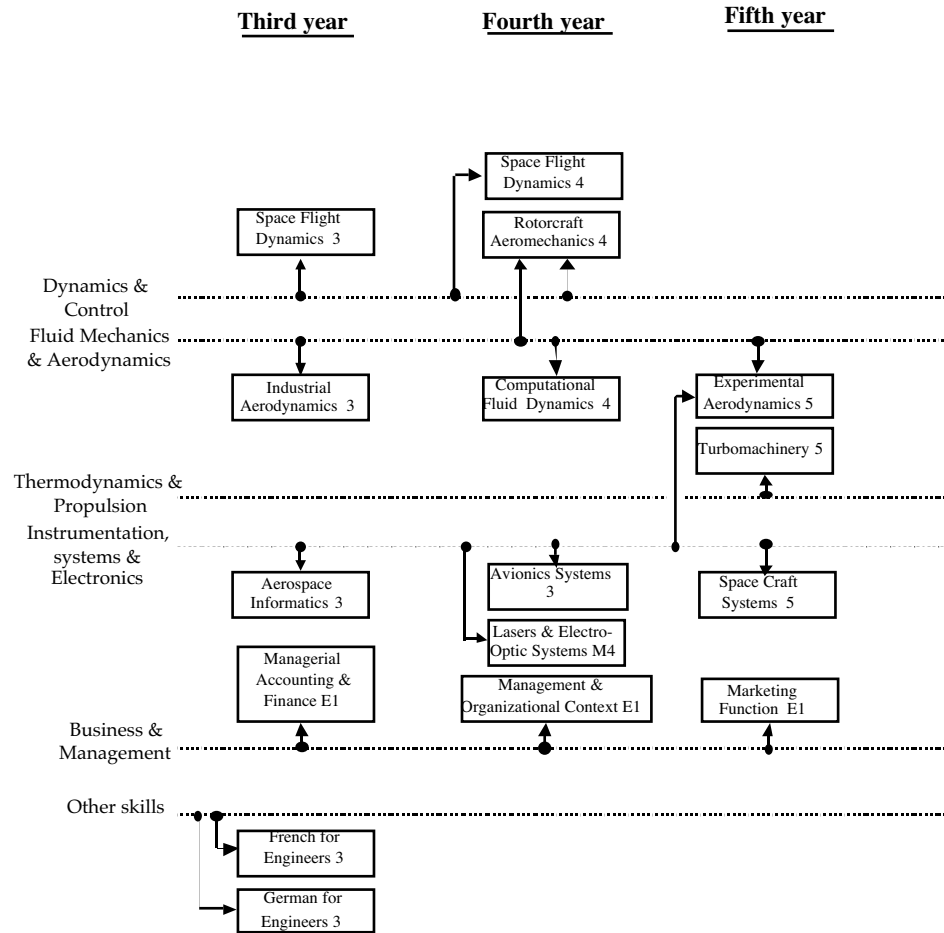 Third year
Fourth year
Fifth year
Space Flight
Dynamics 4
Space Flight
Dynamics 3
Rotorcraft
Aeromechanics 4
Dynamics &
Control
Fluid Mechanics
& Aerodynamics
Industrial
Aerodynamics 3
Computational
Fluid Dynamics 4
Experimental
Aerodynamics 5
Turbomachinery 5
Thermodynamics &
Propulsion
Instrumentation,
systems &
Electronics
Aerospace
Informatics 3
Avionics Systems
3
Space Craft
Systems 5
Lasers & Electro-
Optic Systems M4
Managerial
Accounting &
Finance E1
Management &
Organizational Context E1
Marketing
Function E1
Business &
Management
Other skills
French for
Engineers 3
German for
Engineers 3